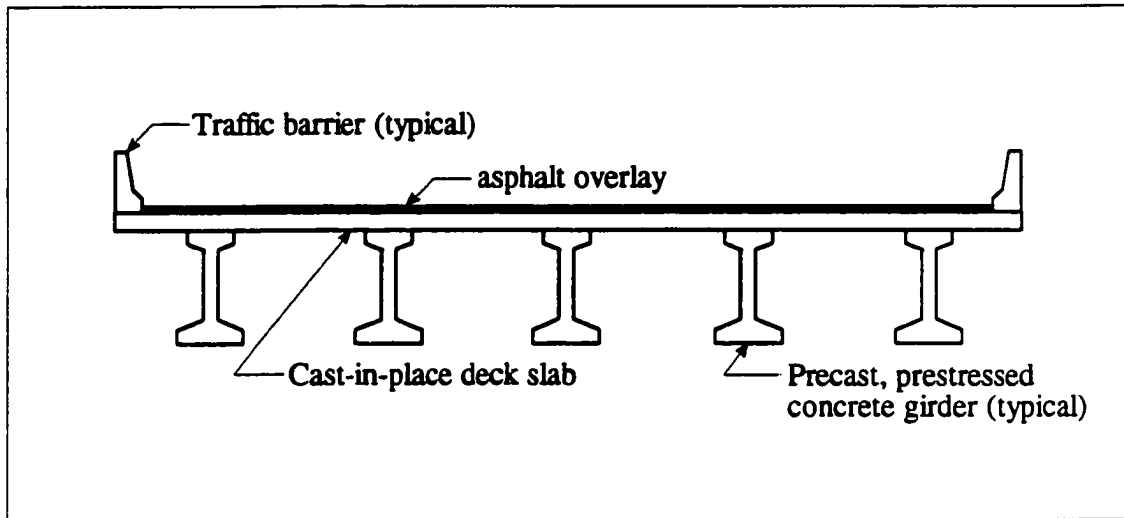 Traffic barrier (typical)
asphalt overlay
Cast-in-place deck slab
Precast, prestressed
concrete girder (typical)